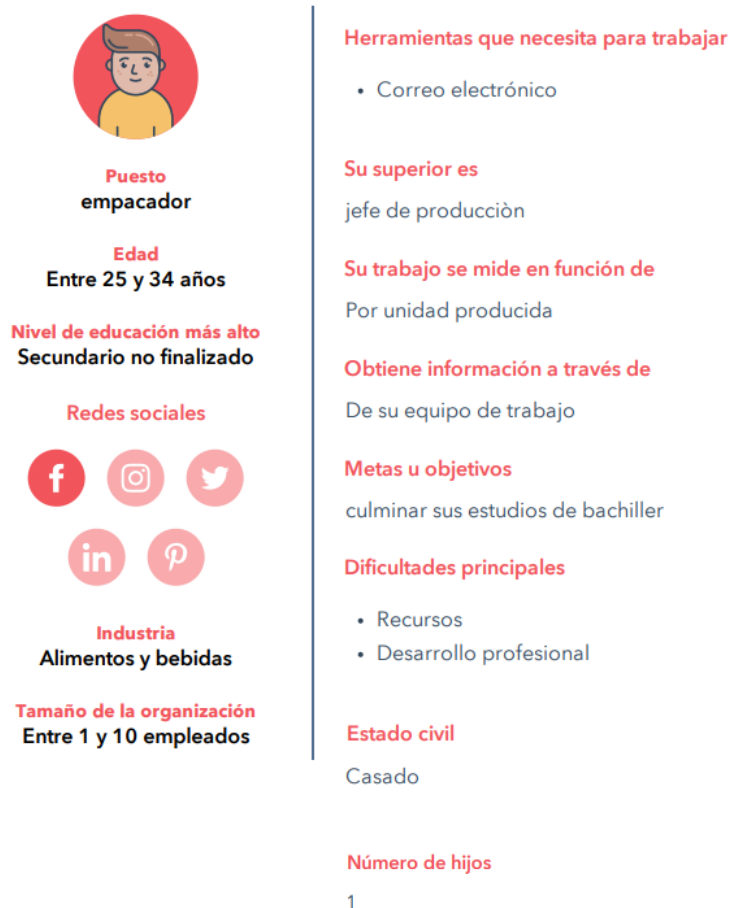 Puesto
empacador
Edad
Entre 25 y 34 años
Nivel de educación más alto
Secundario no finalizado
Redes sociales
f
in
Industria
Alimentos y bebidas
Tamaño de la organización
Entre 1 y 10 empleados
Herramientas que necesita para trabajar
• Correo electrónico
Su superior es
jefe de producciòn
Su trabajo se mide en función de
Por unidad producida
Obtiene información a través de
De su equipo de trabajo
Metas u objetivos
culminar sus estudios de bachiller
Dificultades principales
• Recursos
• Desarrollo profesional
Estado civil
Casado
Número de hijos
1